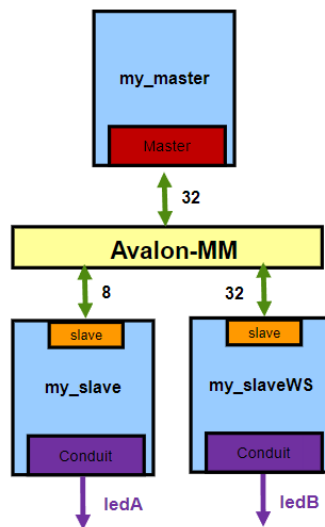 my_master
Master
32
Avalon-MM
8
32
slave
slave
my_slave
my_slaveWS
Conduit
Conduit
ledA
ledB